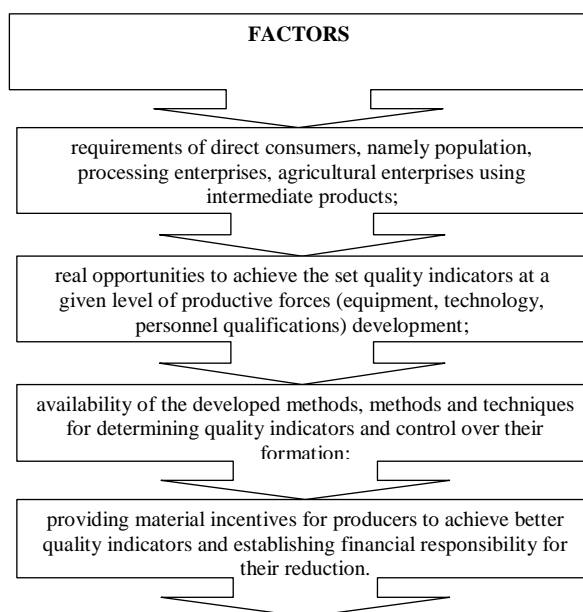 FACTORS
requirements of direct consumers, namely population,
processing enterprises, agricultural enterprises using
intermediate products;
real opportunities to achieve the set quality indicators at a
given level of productive forces (equipment, technology,
personnel qualifications) development;
availability of the developed methods, methods and techniques
for determining quality indicators and control over their
formation;
providing material incentives for producers to achieve better
quality indicators and establishing financial responsibility for
their reduction.